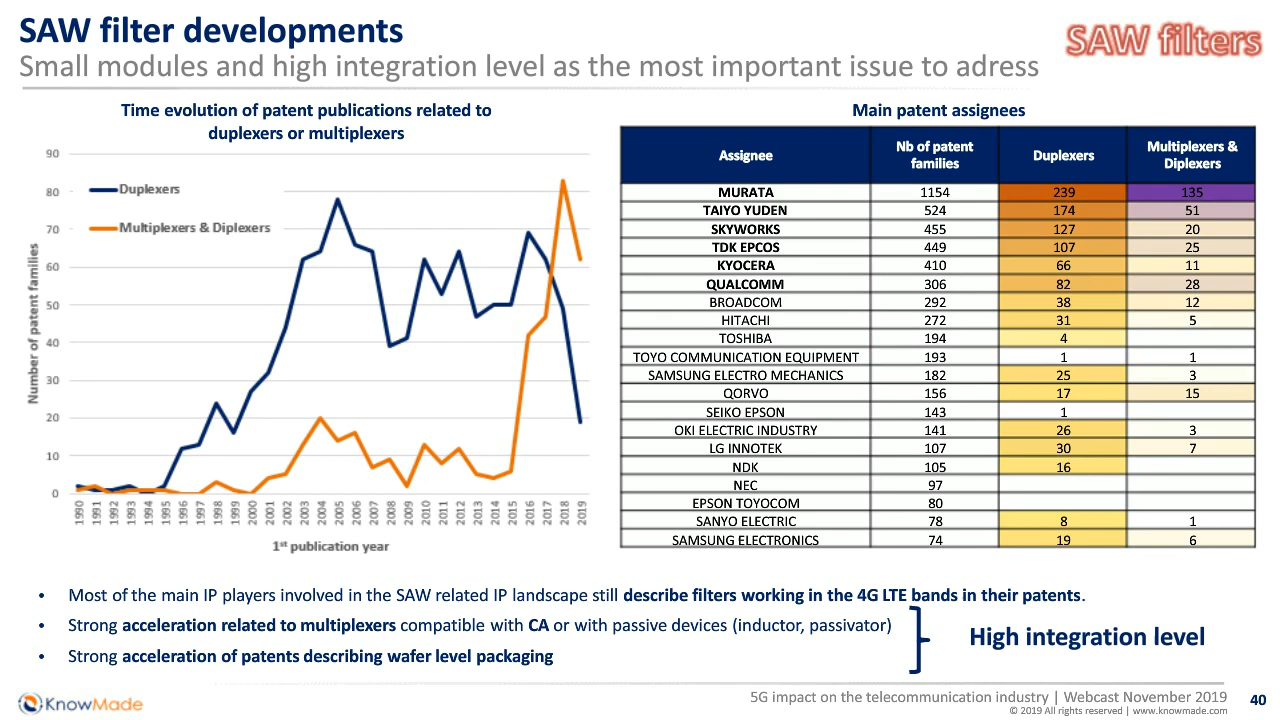 SAW filter developments
SAW filters
Small modules and high integration level as the most important issue to adress
Time evolution of patent publications related to
duplexers or multiplexers
Number of patent families
90
80
70
60
50
40
30
20
10
0
Duplexers
Multiplexers & Diplexers
1990 1991 1992 1993 1994 1995 1996 1997 1998 1999 2000 2001 2002 2003 2004 2005 2006 2007 2008 2009 2010 2011 2012 2013 2014 2015 2016 2017 2018 2019
1st publication year
Main patent assignees
Assignee Nb of patent families Duplexers Multiplexers & Diplexers
MURATA 1154 239 135
TAIYO YUDEN 524 174 51
SKYWORKS 455 127 20
TDK EPCOS 449 107 25
KYOCERA 410 66 11
QUALCOMM 306 82 28
BROADCOM 292 38 12
HITACHI 272 31 5
TOSHIBA 194 4
TOYO COMMUNICATION EQUIPMENT 193 1 1
SAMSUNG ELECTRO MECHANICS 182 25 3
QORVO 156 17 15
SEIKO EPSON 143 1
OKI ELECTRIC INDUSTRY 141 26 3
LG INNOTEK 107 30 7
NDK 105 16
NEC 97
EPSON TOYOCOM 80
SANYO ELECTRIC 78 8 1
SAMSUNG ELECTRONICS 74 19 6
• Most of the main IP players involved in the SAW related IP landscape still describe filters working in the 4G LTE bands in their patents.
• Strong acceleration related to multiplexers compatible with CA or with passive devices (inductor, passivator)
• Strong acceleration of patents describing wafer level packaging
High integration level
KnowMade
5G impact on the telecommunication industry | Webcast November 2019
© 2019 All rights reserved | www.knowmade.com
40